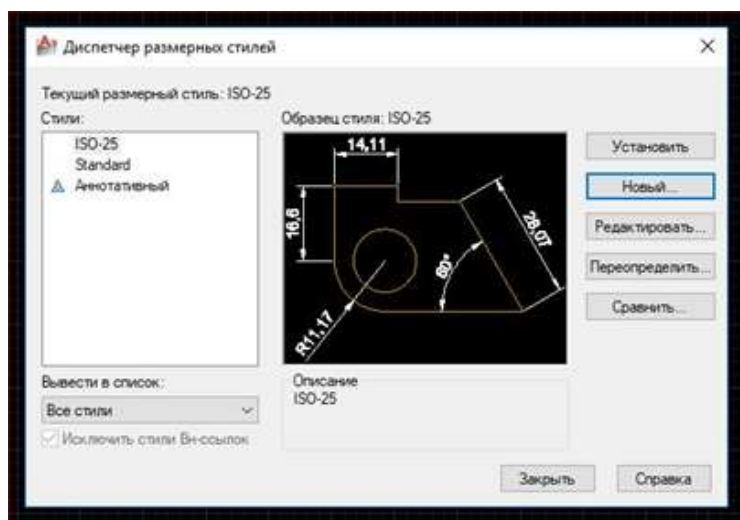 Диспетчер размерных стилей
Текущий размерный стиль: ISO-25
Стили:
ISO-25
Standard
Аннотативный
Образец стиля: ISO-25
14,11
16,6
28,07
60°
R11,17
Установить
Новый...
Редактировать...
Переопределить...
Сравнить...
Вывести в список:
Все стили
Исключить стили Вн-ссылок
Описание
ISO-25
Закрыть
Справка